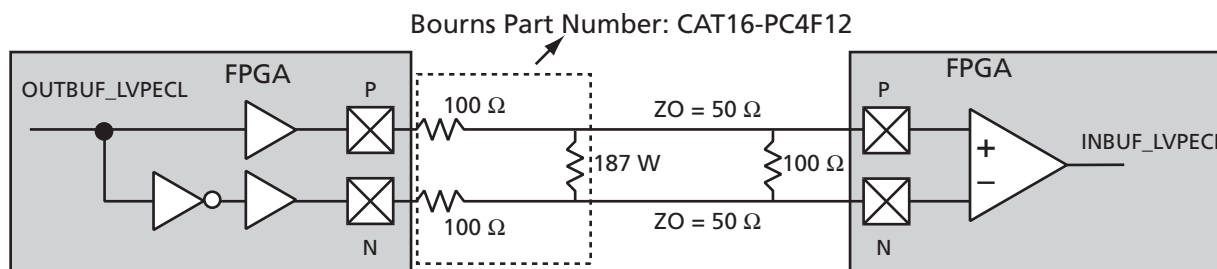 Bourns Part Number: CAT16-PC4F12
FPGA
FPGA
OUTBUF_LVPECL
P
100 Ω
ZO = 50 Ω
P
187 W
100 Ω
+
−
INBUF_LVPECL
N
100 Ω
ZO = 50 Ω
N